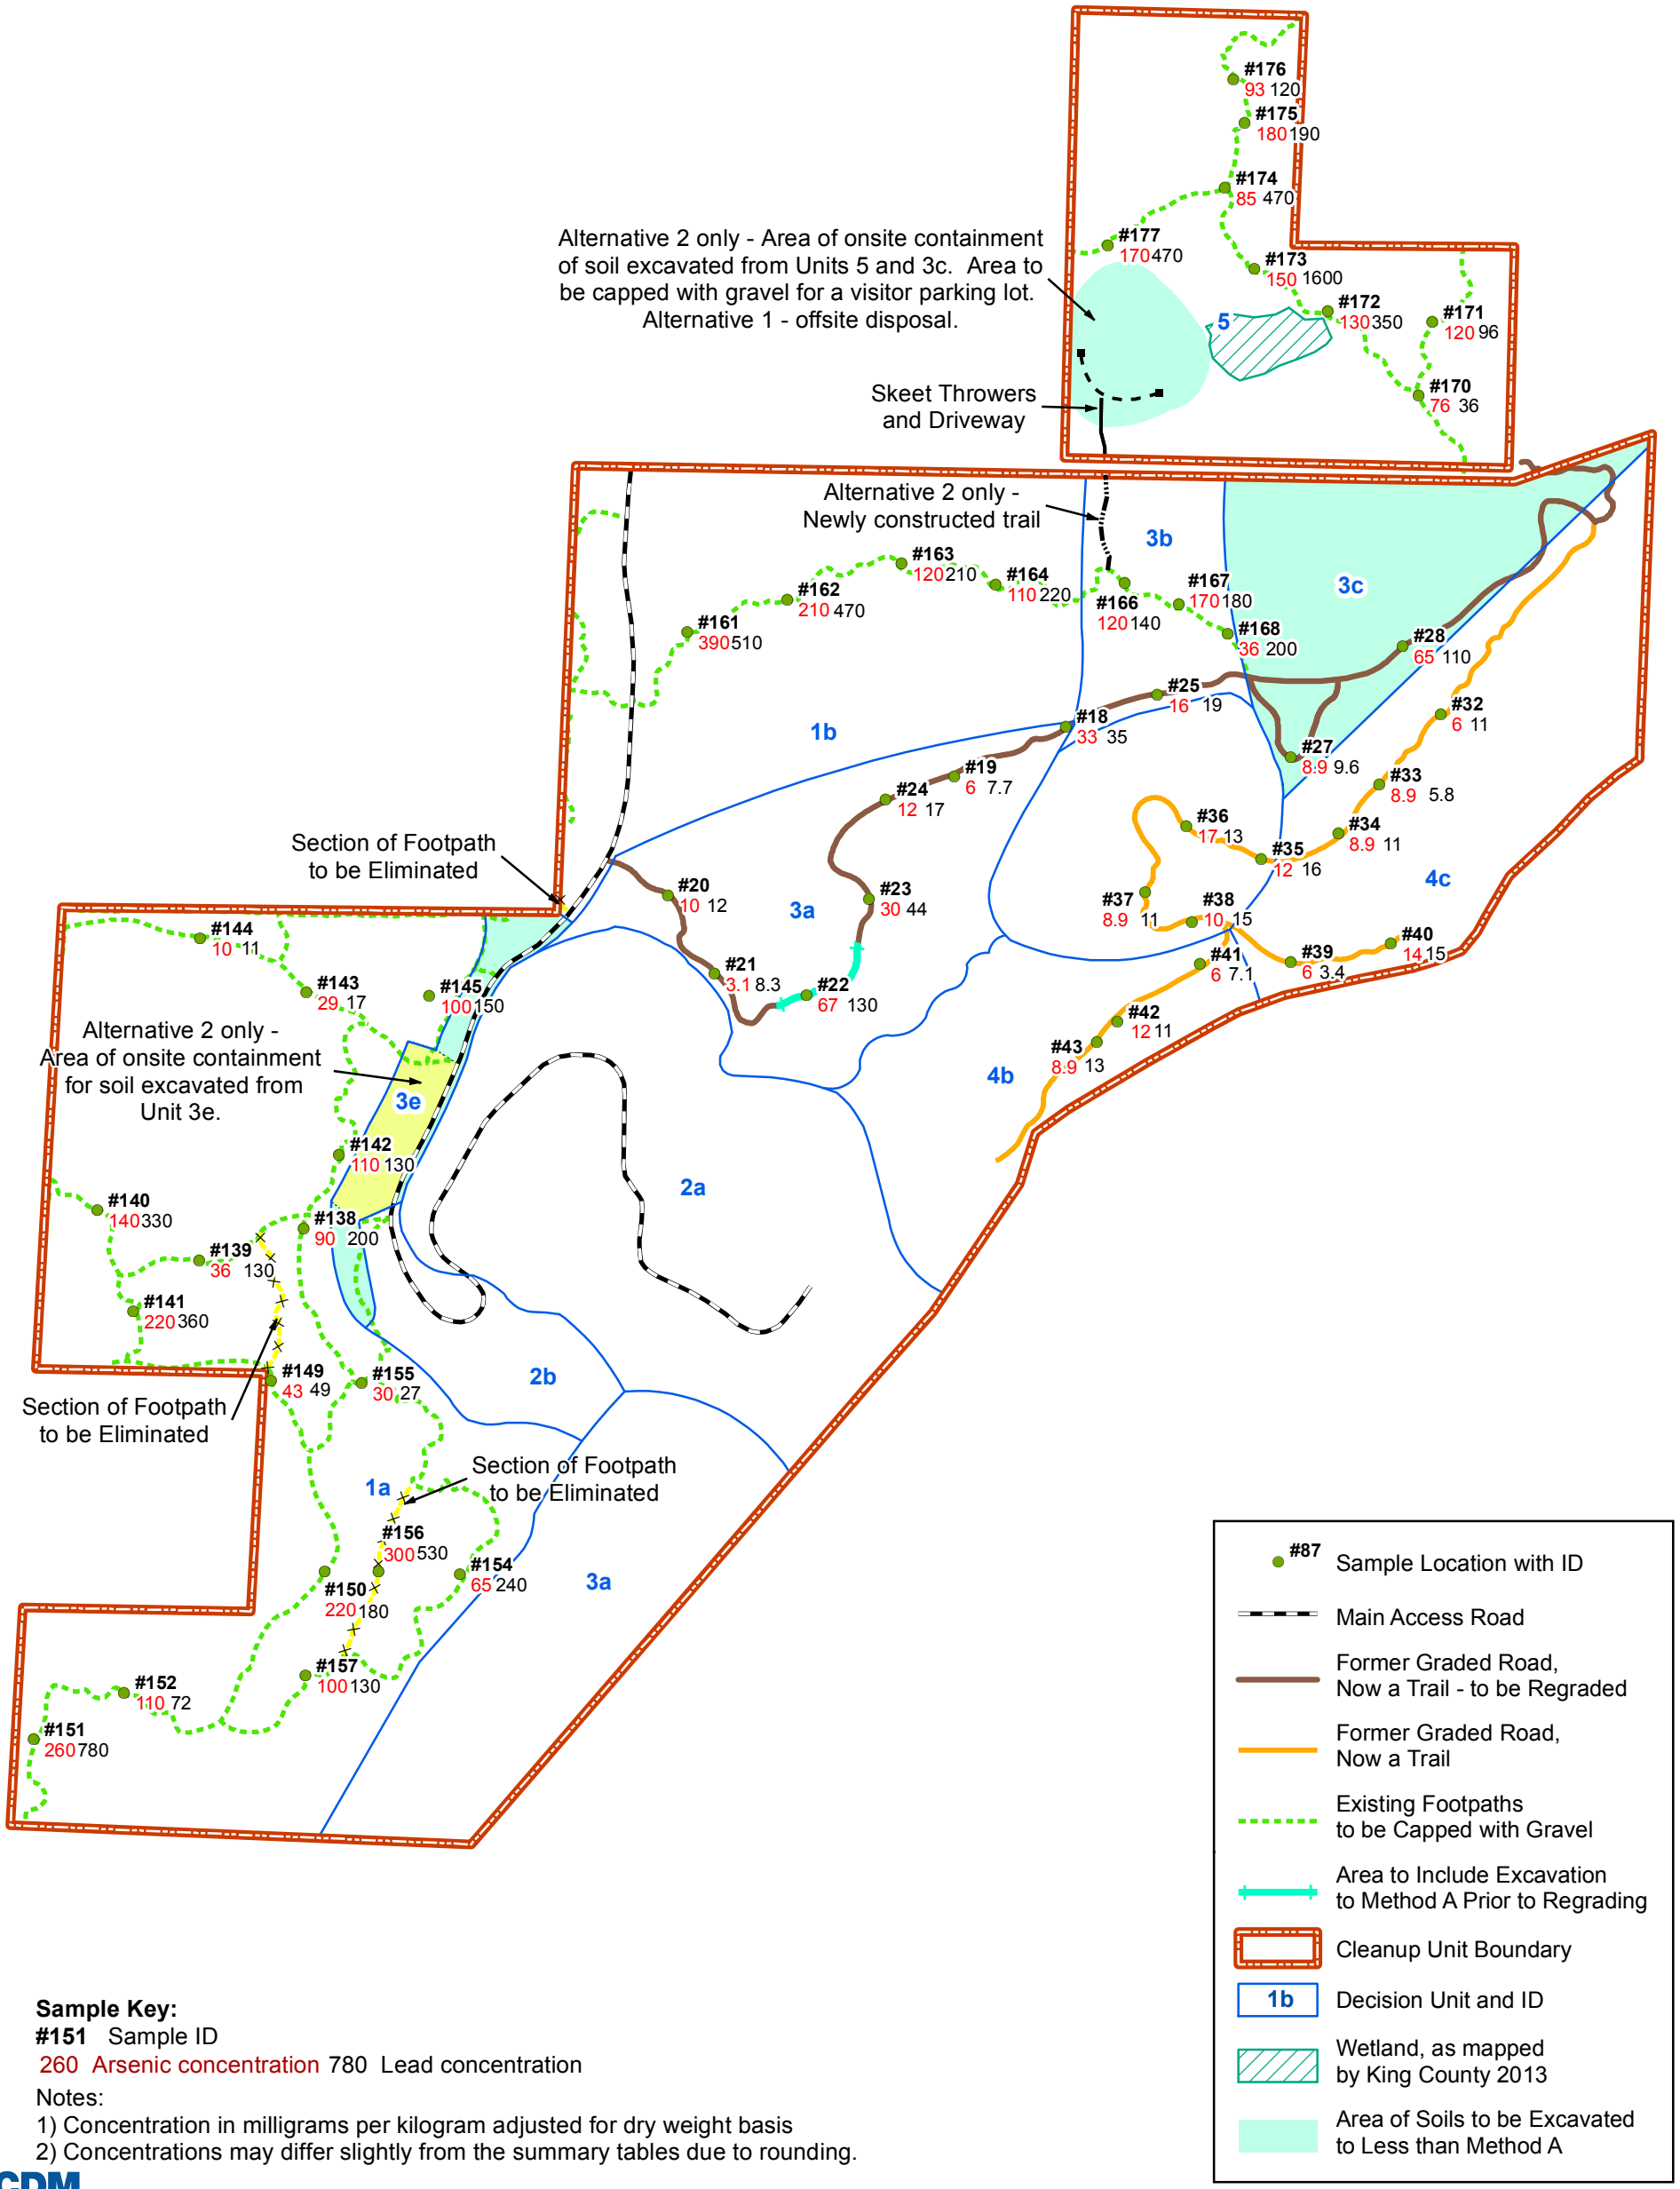 #176
93 120
#175
180 190
#174
85 470
#177
170 470
#173
150 1600
#172
130 350
#171
120 96
#170
76 36
5
Alternative 2 only - Area of onsite containment
of soil excavated from Units 5 and 3c. Area to
be capped with gravel for a visitor parking lot.
Alternative 1 - offsite disposal.
Skeet Throwers
and Driveway
Alternative 2 only -
Newly constructed trail
3b
3c
#163
120 210
#164
110 220
#162
210 470
#161
390 510
#166
120 140
#167
170 180
#168
36 200
#28
65 110
#25
16 19
#18
33 35
1b
#32
6 11
#27
8.9 9.6
#19
6 7.7
#24
12 17
#33
8.9 5.8
#36
17 13
#34
8.9 11
#35
12 16
4c
Section of Footpath
to be Eliminated
#20
10 12
3a
#23
30 44
#37
8.9 11
#38
10 15
#40
14 15
#39
6 3.4
#41
6 7.1
#21
3.1 8.3
#22
67 130
#42
12 11
#43
8.9 13
4b
#144
10 11
#143
29 17
#145
100 150
Alternative 2 only -
Area of onsite containment
for soil excavated from
Unit 3e.
3e
#142
110 130
2a
#140
140 330
#138
90 200
#139
36 130
#141
220 360
#149
43 49
#155
30 27
2b
Section of Footpath
to be Eliminated
1a
Section of Footpath
to be Eliminated
#156
300 530
#154
65 240
#150
220 180
3a
#157
100 130
#152
110 72
#151
260 780
#87
Sample Location with ID
Main Access Road
Former Graded Road,
Now a Trail - to be Regraded
Former Graded Road,
Now a Trail
Existing Footpaths
to be Capped with Gravel
Area to Include Excavation
to Method A Prior to Regrading
Cleanup Unit Boundary
1b
Decision Unit and ID
Wetland, as mapped
by King County 2013
Area of Soils to be Excavated
to Less than Method A
Sample Key:
#151 Sample ID
260 Arsenic concentration 780 Lead concentration
Notes:
1) Concentration in milligrams per kilogram adjusted for dry weight basis
2) Concentrations may differ slightly from the summary tables due to rounding.
CDM